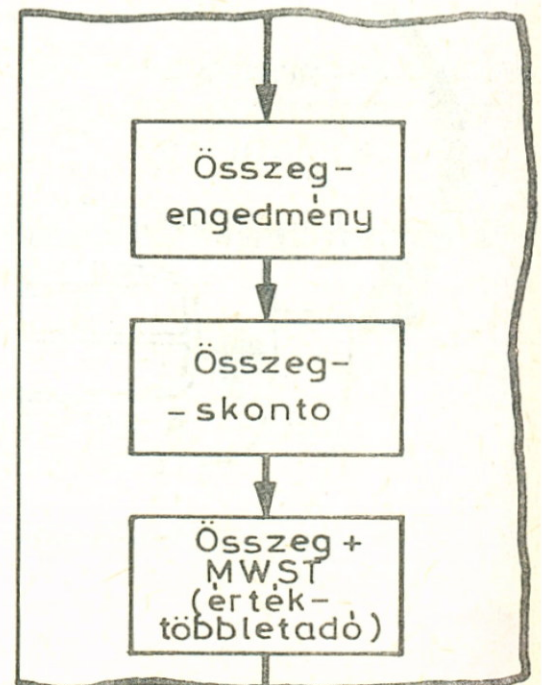 Összeg-
engedmény
Összeg-
-skonto
Összeg +
MWST
(érték-
többletadó)